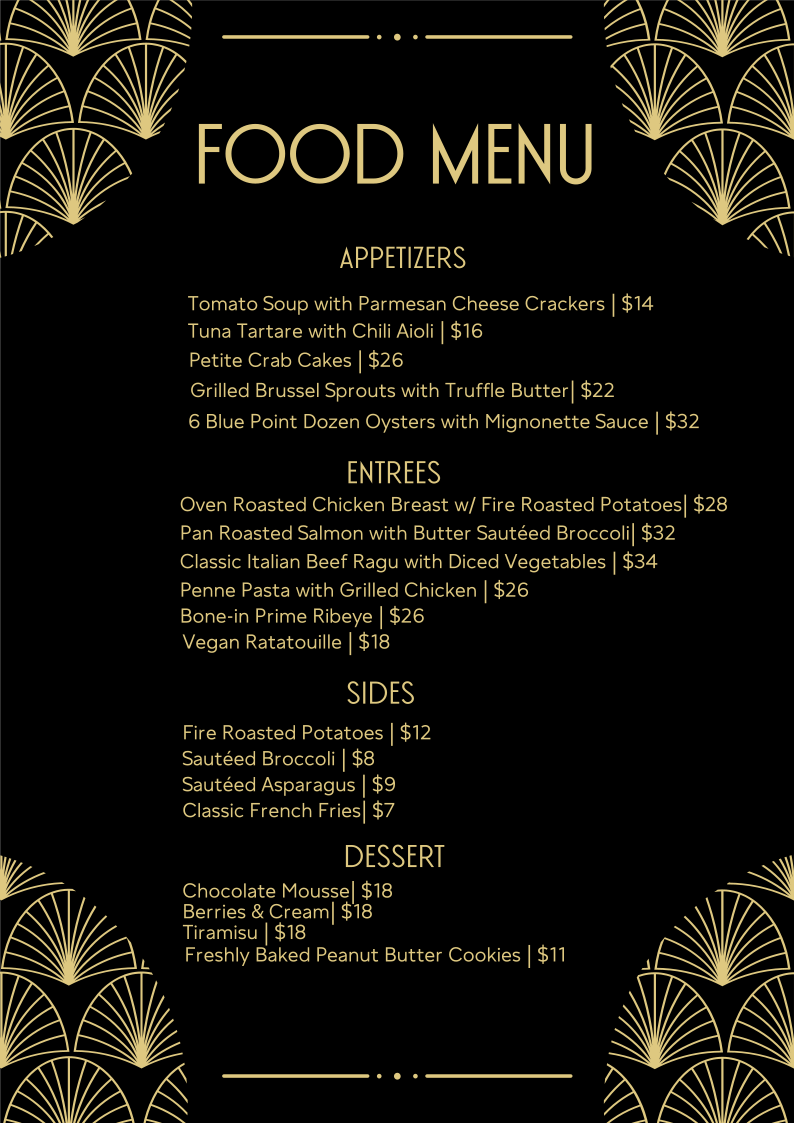 FOOD MENU
APPETIZERS
Tomato Soup with Parmesan Cheese Crackers | $14
Tuna Tartare with Chili Aioli | $16
Petite Crab Cakes | $26
Grilled Brussel Sprouts with Truffle Butter| $22
6 Blue Point Dozen Oysters with Mignonette Sauce | $32
ENTREES
Oven Roasted Chicken Breast w/ Fire Roasted Potatoes| $28
Pan Roasted Salmon with Butter Sautéed Broccoli| $32
Classic Italian Beef Ragu with Diced Vegetables | $34
Penne Pasta with Grilled Chicken | $26
Bone-in Prime Ribeye | $26
Vegan Ratatouille | $18
SIDES
Fire Roasted Potatoes | $12
Sautéed Broccoli | $8
Sautéed Asparagus | $9
Classic French Fries| $7
DESSERT
Chocolate Mousse| $18
Berries & Cream| $18
Tiramisu | $18
Freshly Baked Peanut Butter Cookies | $11